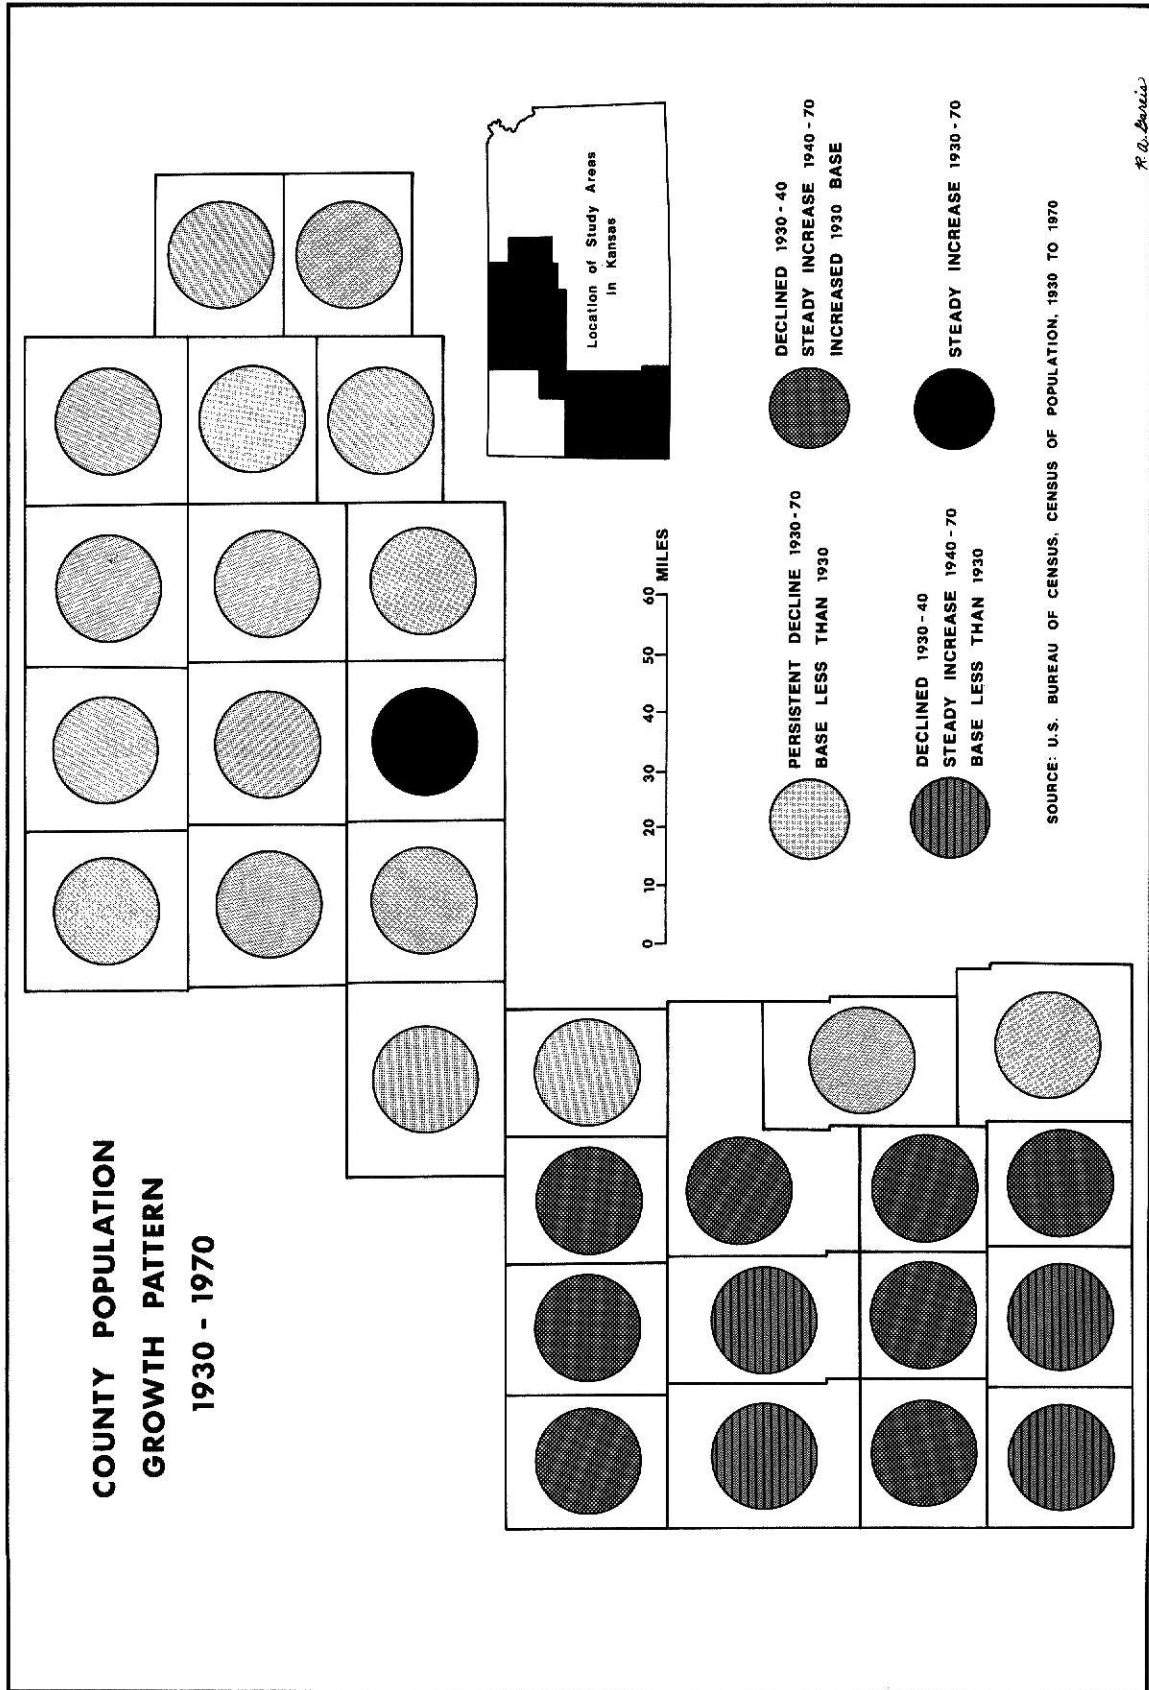 COUNTY POPULATION
GROWTH PATTERN
1930 - 1970
Location of Study Areas
in Kansas
0 10 20 30 40 50 60 MILES
PERSISTENT DECLINE 1930-70
BASE LESS THAN 1930
DECLINED 1930-40
STEADY INCREASE 1940-70
INCREASED 1930 BASE
DECLINED 1930-40
STEADY INCREASE 1940-70
BASE LESS THAN 1930
STEADY INCREASE 1930-70
SOURCE: U.S. BUREAU OF CENSUS, CENSUS OF POPULATION, 1930 TO 1970
R.A. Gareis